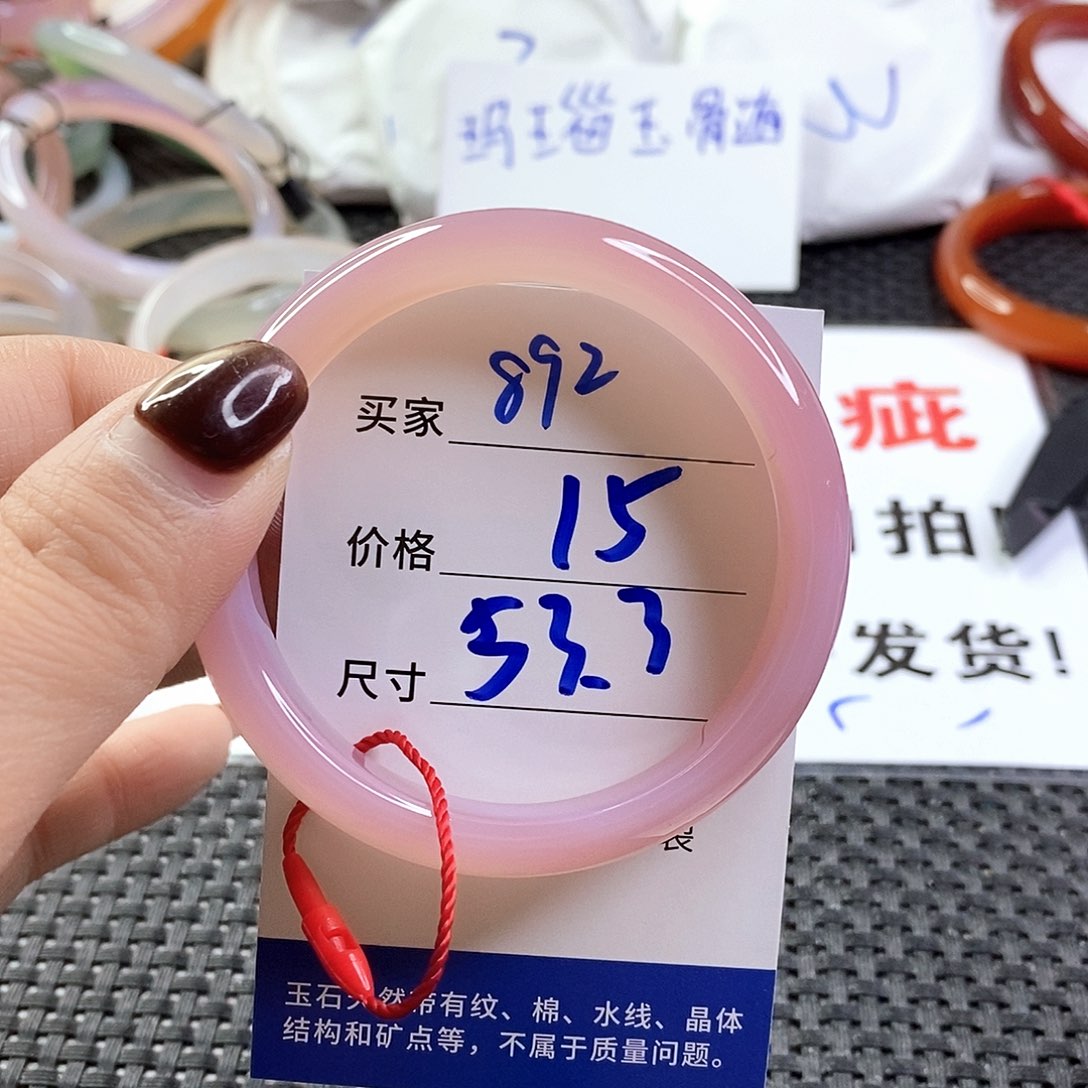 玛瑙玉骨髓
买家 892
价格 15
尺寸 53.3
疵
拍
发货!
玉石天然带有纹、棉、水线、晶体
结构和矿点等，不属于质量问题。